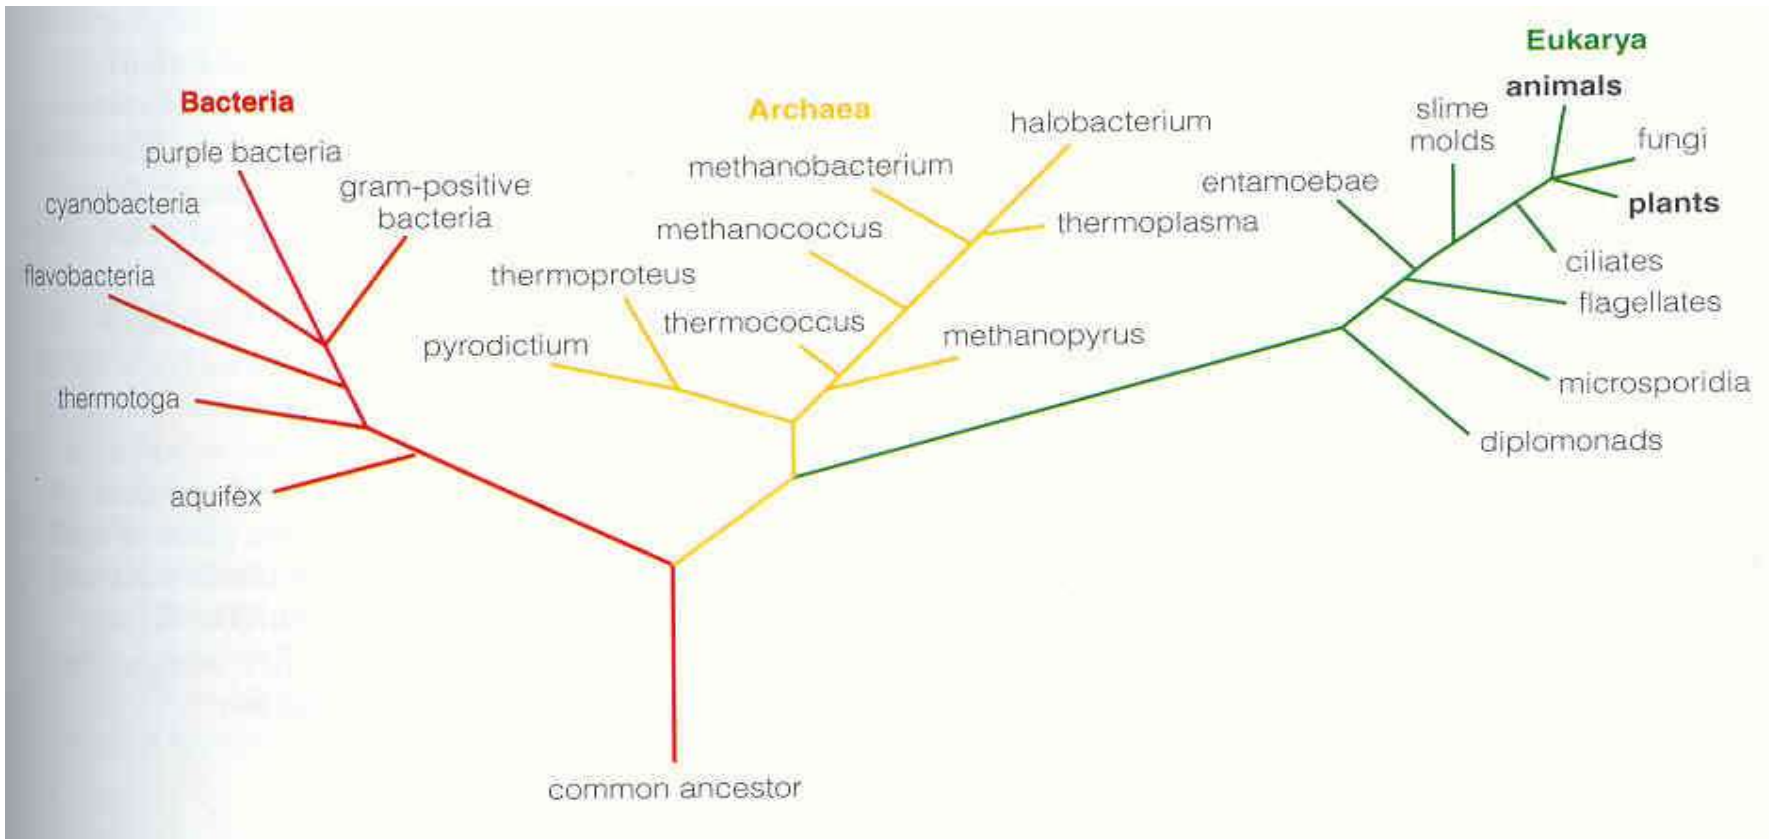 Eukarya
animals
Bacteria
Archaea
slime
molds
halobacterium
fungi
purple bacteria
methanobacterium
entamoebae
gram-positive
bacteria
cyanobacteria
plants
methanococcus
thermoplasma
ciliates
flavobacteria
thermoproteus
flagellates
thermococcus
methanopyrus
pyrodictium
microsporidia
thermotoga
diplomonads
aquifex
common ancestor